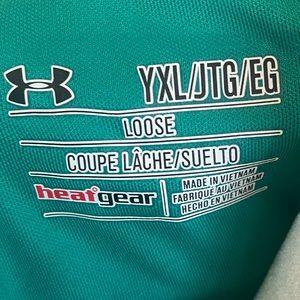 YXL/JTG/EG
LOOSE
COUPE LÂCHE/SUELTO
heatgear
MADE IN VIETNAM
FABRIQUÉ AU VIETNAM
HECHO EN VIETNAM